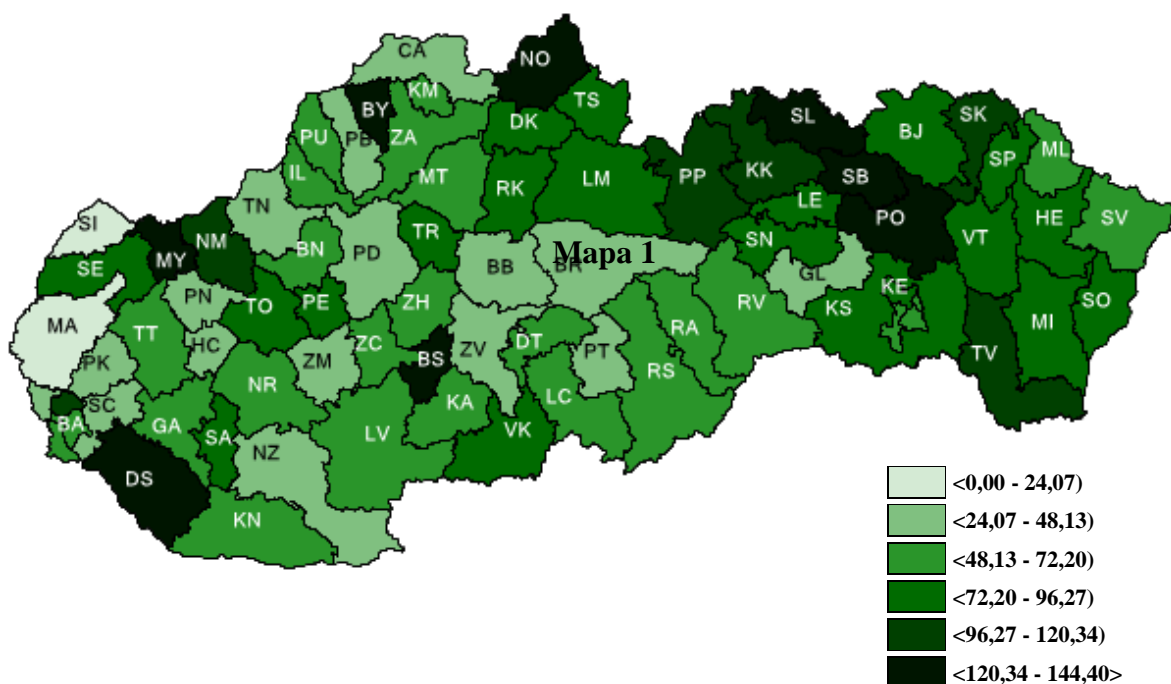 CA
NO
KM
TS
BY
DK
SL
SK
BJ
PU
PB
ZA
SP
ML
IL
MT
RK
LM
PP
KK
SB
LE
TN
PO
HE
SV
SI
NM
MY
BN
PD
TR
SN
VT
SE
BB
BR
Mapa 1
GL
PN
TO
PE
ZH
RV
KS
KE
SO
MA
TT
HC
ZM
ZC
BS
ZV
DT
PT
RA
MI
TV
PK
NR
RS
SC
LC
KA
BA
GA
SA
LV
VK
NZ
DS
KN
<0,00 - 24,07)
<24,07 - 48,13)
<48,13 - 72,20)
<72,20 - 96,27)
<96,27 - 120,34)
<120,34 - 144,40>